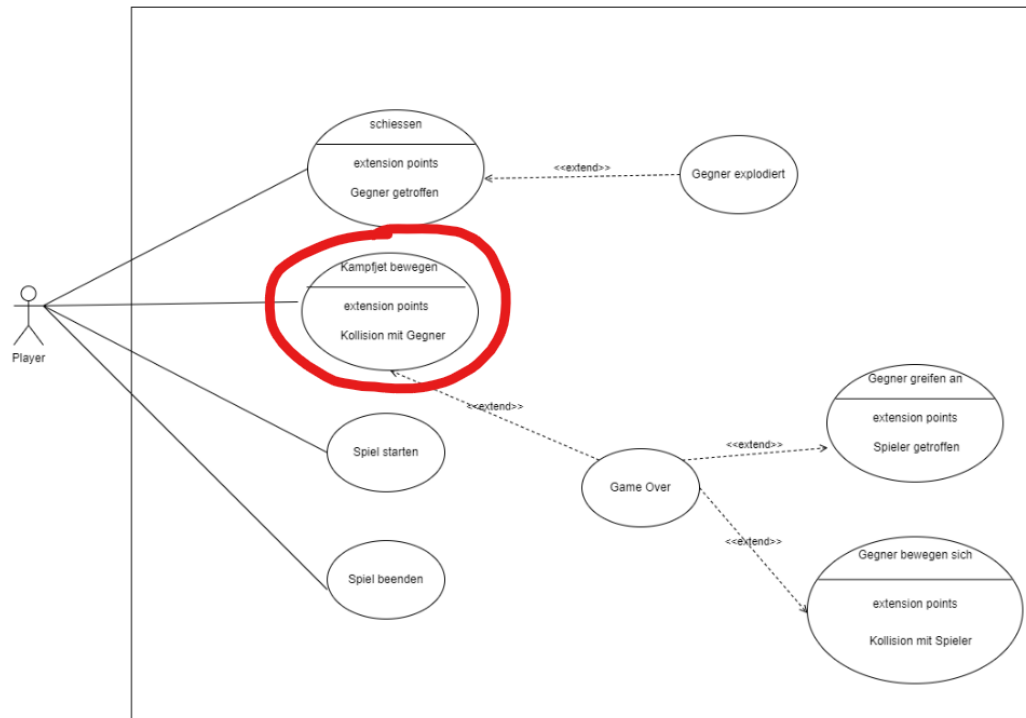 schiessen
extension points
Gegner getroffen
<<extend>>
Gegner explodiert
Kampfjet bewegen
extension points
Kollision mit Gegner
Player
<<extend>>
Spiel starten
Game Over
<<extend>>
Gegner greifen an
extension points
Spieler getroffen
<<extend>>
Gegner bewegen sich
extension points
Kollision mit Spieler
Spiel beenden